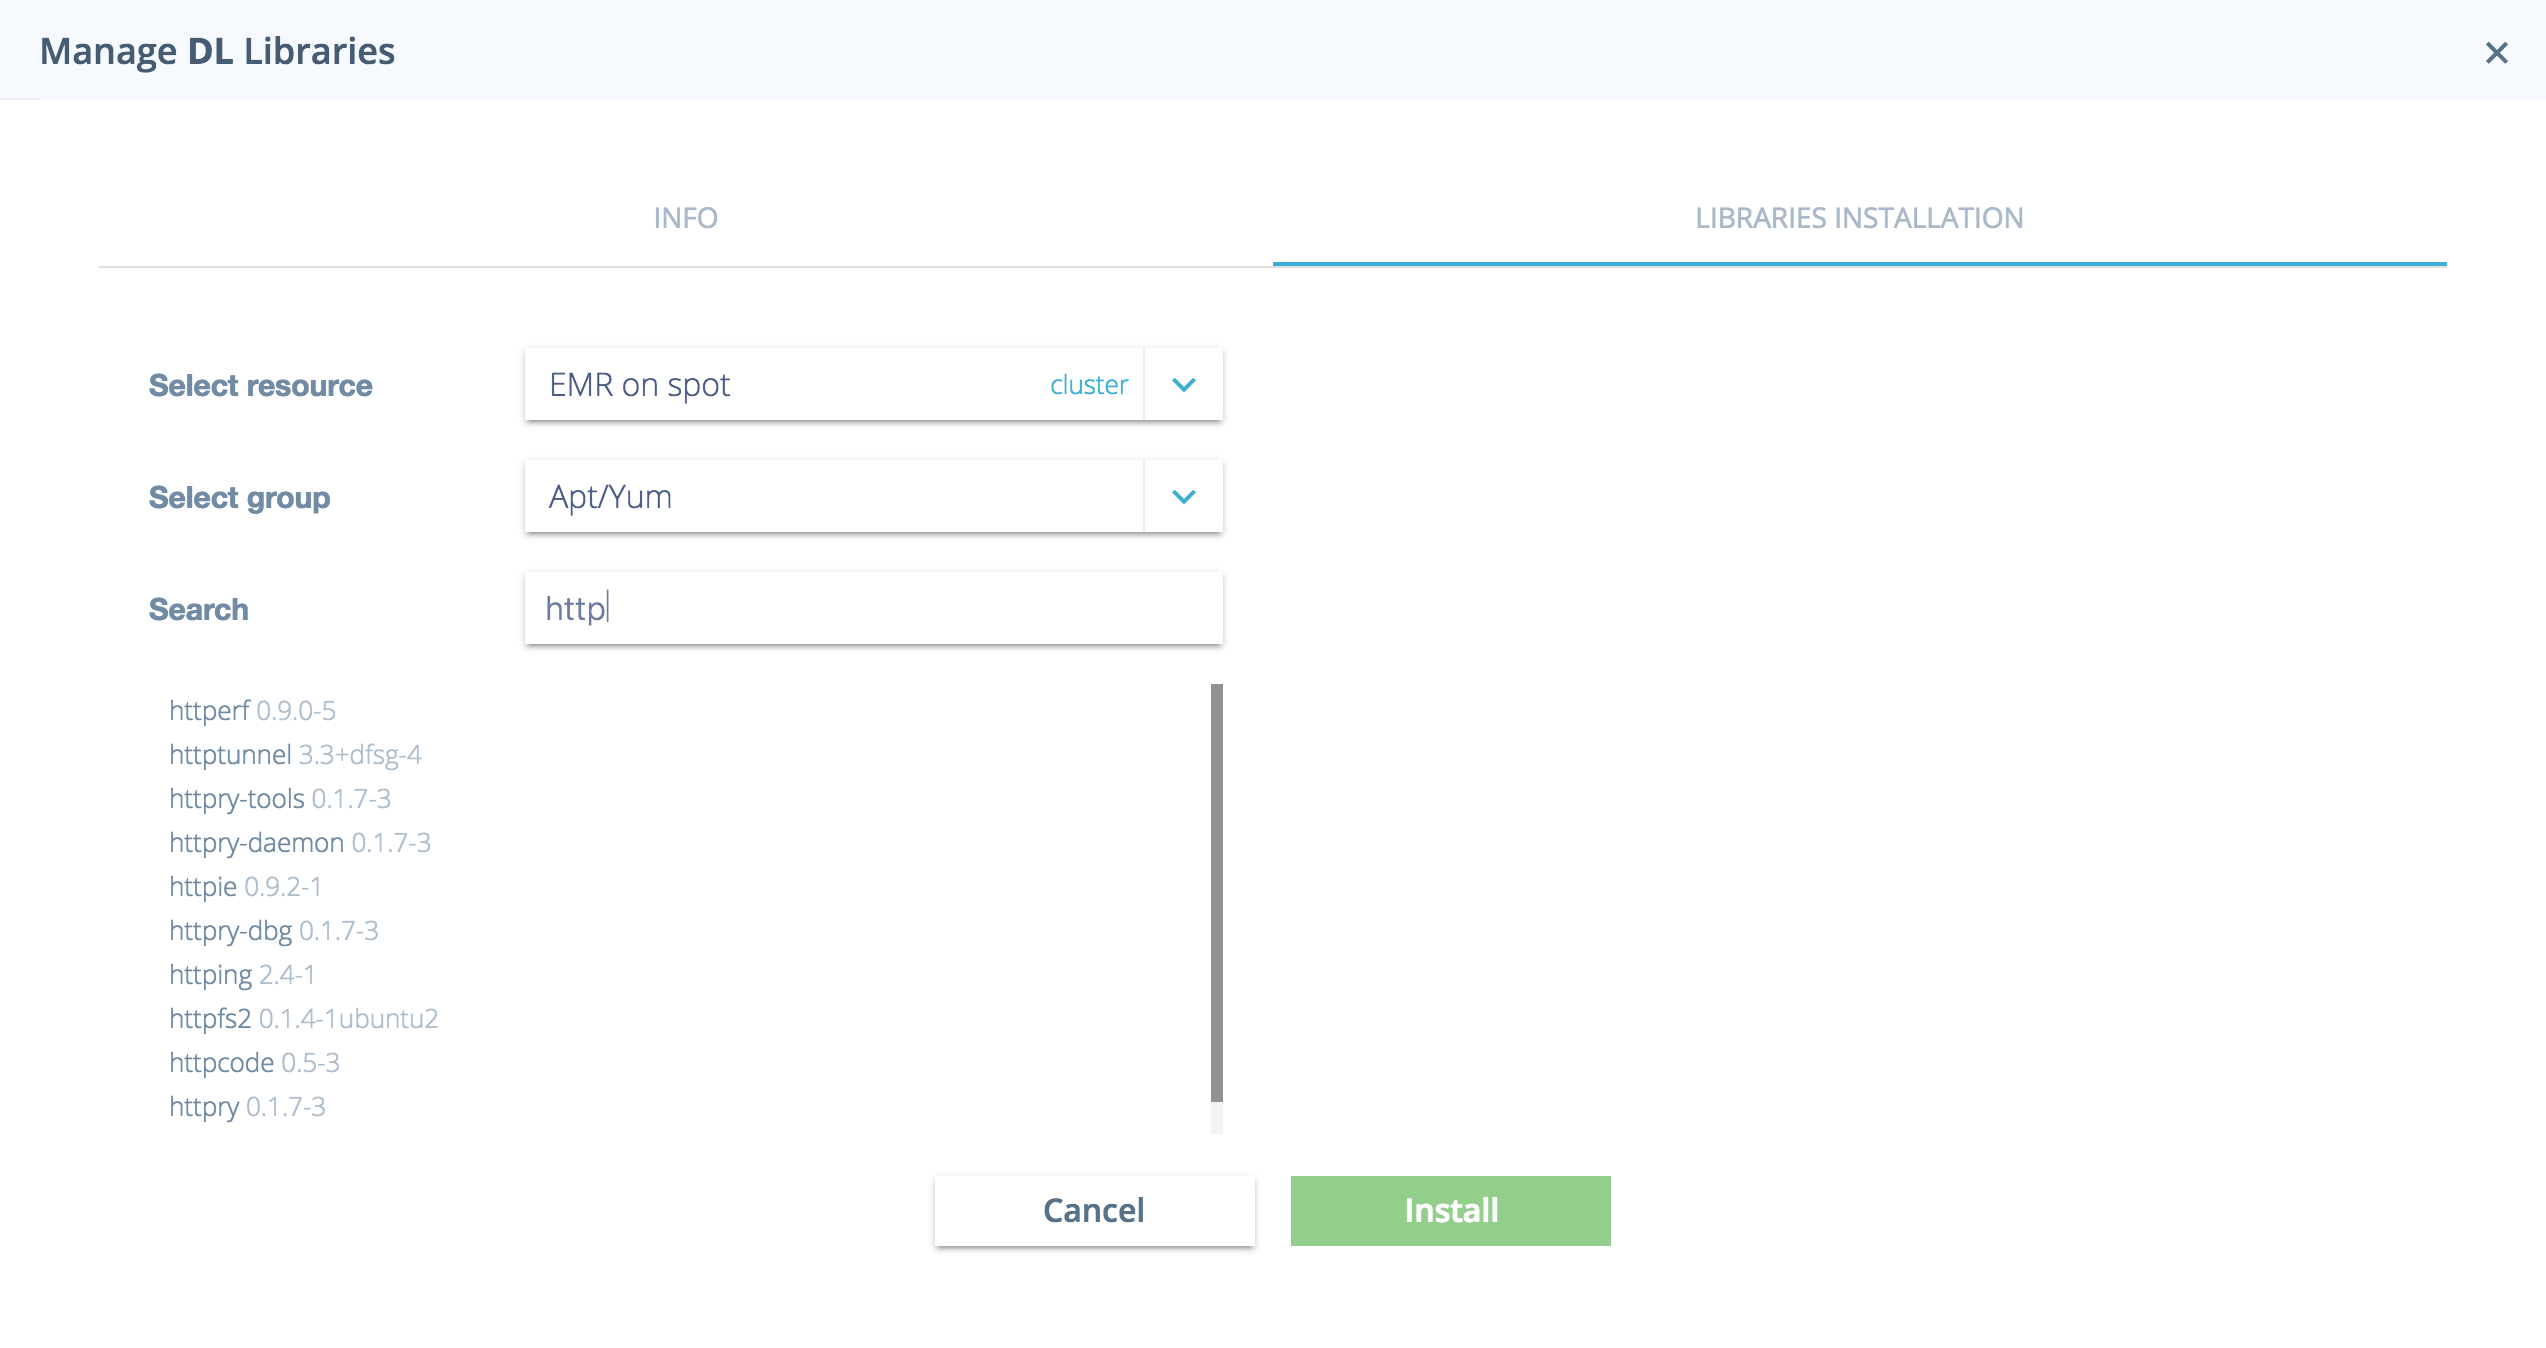 Manage DL Libraries
INFO
LIBRARIES INSTALLATION
Select resource
EMR on spot
cluster
Select group
Apt/Yum
Search
http
httperf 0.9.0-5
httptunnel 3.3+dfsg-4
httpry-tools 0.1.7-3
httpry-daemon 0.1.7-3
httpie 0.9.2-1
httpry-dbg 0.1.7-3
httping 2.4-1
httpfs2 0.1.4-1ubuntu2
httpcode 0.5-3
httpry 0.1.7-3
Cancel
Install